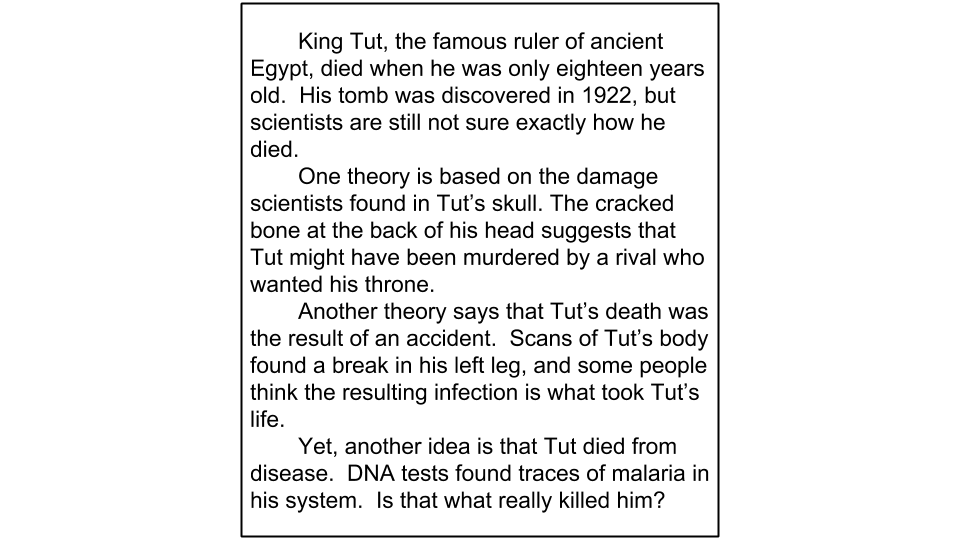 King Tut, the famous ruler of ancient
Egypt, died when he was only eighteen years
old.  His tomb was discovered in 1922, but
scientists are still not sure exactly how he
died.
One theory is based on the damage
scientists found in Tut’s skull. The cracked
bone at the back of his head suggests that
Tut might have been murdered by a rival who
wanted his throne.
Another theory says that Tut’s death was
the result of an accident.  Scans of Tut’s body
found a break in his left leg, and some people
think the resulting infection is what took Tut’s
life.
Yet, another idea is that Tut died from
disease.  DNA tests found traces of malaria in
his system.  Is that what really killed him?